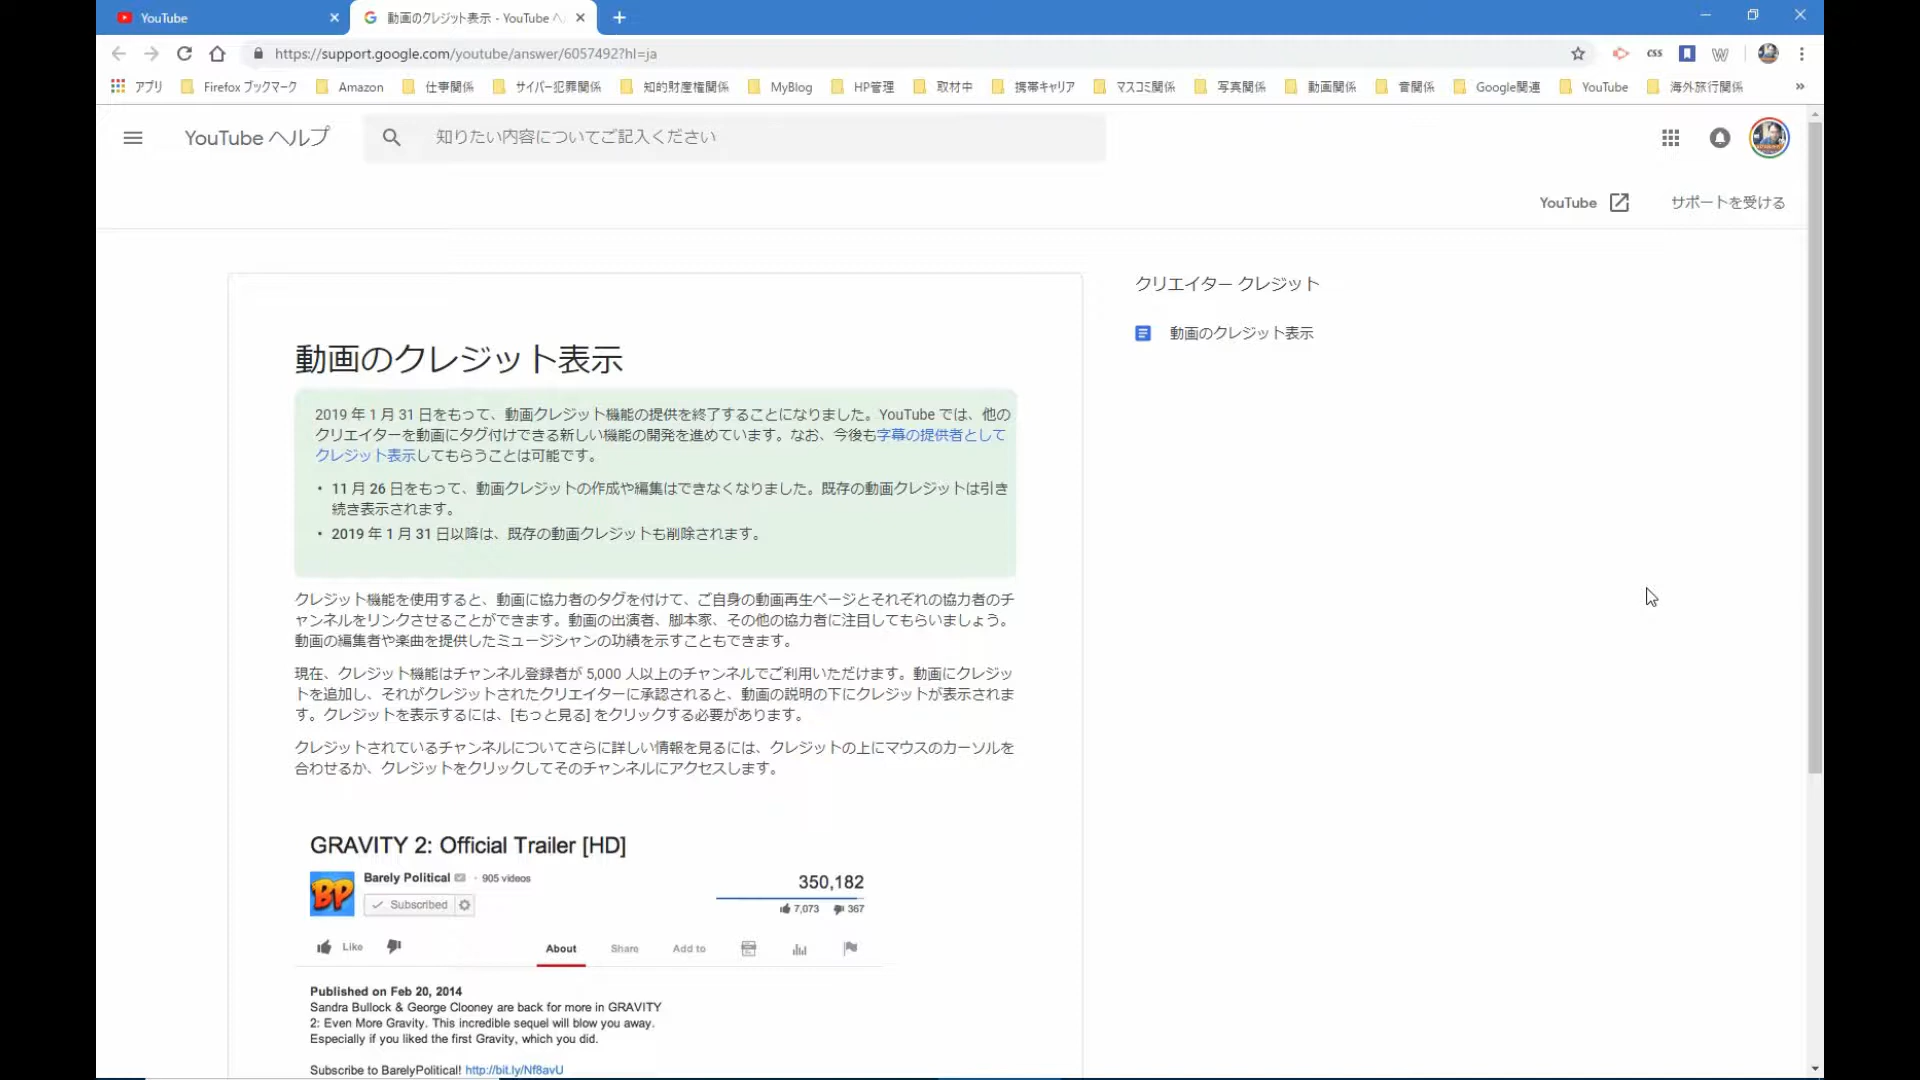 YouTube
動画のクレジット表示 - YouTube ヘ
https://support.google.com/youtube/answer/6057492?hl=ja
CSS
アプリ
Firefox ブックマーク
Amazon
仕事関係
サイバー犯罪関係
知的財産権関係
MyBlog
HP管理
取材中
携帯キャリア
マスコミ関係
写真関係
動画関係
音関係
Google関連
YouTube
海外旅行関係
YouTube ヘルプ
知りたい内容についてご記入ください
YouTube
サポートを受ける
動画のクレジット表示
2019 年 1 月 31 日をもって、動画クレジット機能の提供を終了することになりました。YouTube では、他の
クリエイターを動画にタグ付けできる新しい機能の開発を進めています。なお、今後も字幕の提供者として
クレジット表示してもらうことは可能です。
• 11 月 26 日をもって、動画クレジットの作成や編集はできなくなりました。既存の動画クレジットは引き
続き表示されます。
• 2019 年 1 月 31 日以降は、既存の動画クレジットも削除されます。
クレジット機能を使用すると、動画に協力者のタグを付けて、ご自身の動画再生ページとそれぞれの協力者のチ
ャンネルをリンクさせることができます。動画の出演者、脚本家、その他の協力者に注目してもらいましょう。
動画の編集者や楽曲を提供したミュージシャンの功績を示すこともできます。
現在、クレジット機能はチャンネル登録者が 5,000 人以上のチャンネルでご利用いただけます。動画にクレジッ
トを追加し、それがクレジットされたクリエイターに承認されると、動画の説明の下にクレジットが表示されま
す。クレジットを表示するには、[もっと見る] をクリックする必要があります。
クレジットされているチャンネルについてさらに詳しい情報を見るには、クレジットの上にマウスのカーソルを
合わせるか、クレジットをクリックしてそのチャンネルにアクセスします。
GRAVITY 2: Official Trailer [HD]
Barely Political · 905 videos
Subscribed
350,182
7,073 367
Like
About
Share
Add to
Published on Feb 20, 2014
Sandra Bullock & George Clooney are back for more in GRAVITY
2: Even More Gravity. This incredible sequel will blow you away.
Especially if you liked the first Gravity, which you did.
Subscribe to BarelyPolitical! http://bit.ly/Nf8avU
クリエイター クレジット
動画のクレジット表示